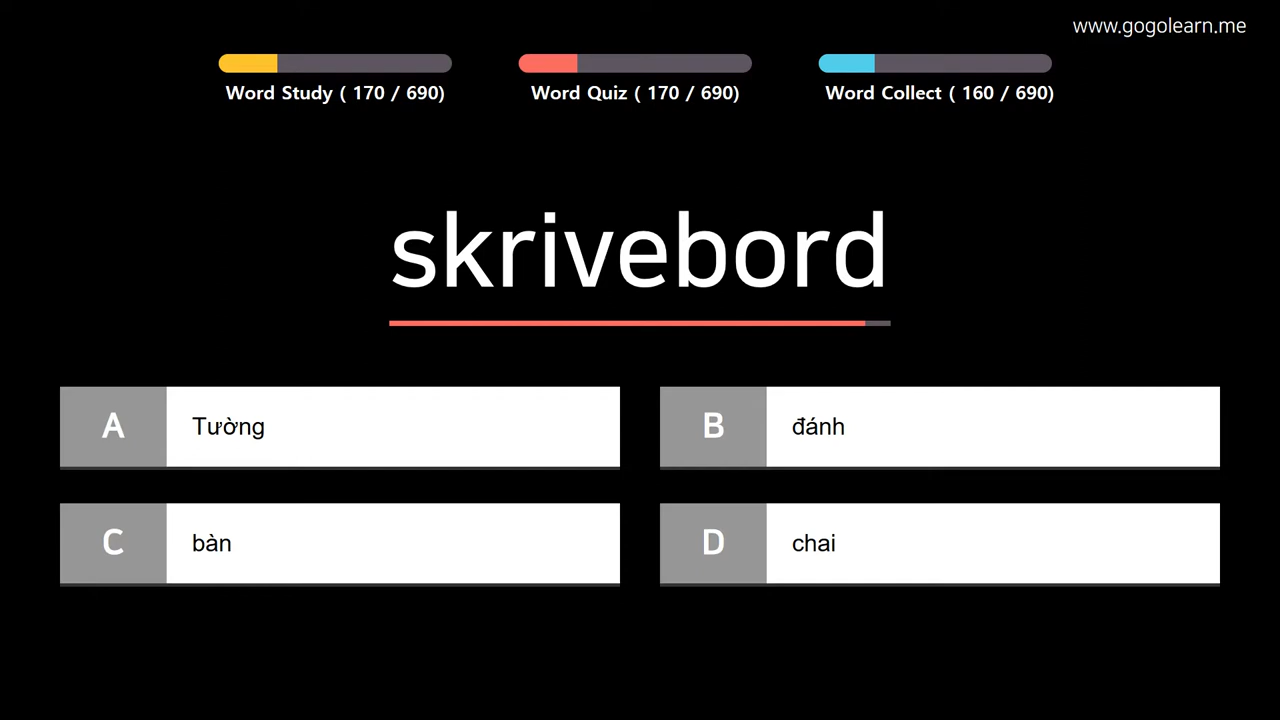 www.gogolearn.me
Word Study ( 170 / 690)
Word Quiz ( 170 / 690)
Word Collect ( 160 / 690)
skrivebord
A Tường
B đánh
C bàn
D chai